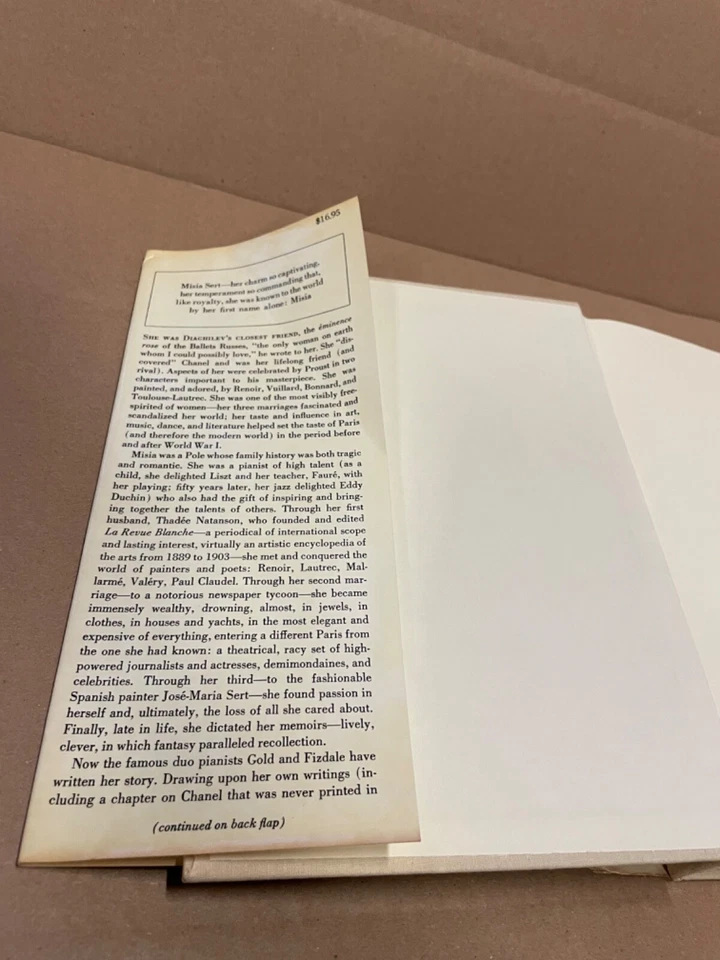 $16.95
Misia Sert—her charm so captivating,
her temperament so commanding that,
like royalty, she was known to the world
by her first name alone: Misia
SHE WAS DIAGHILEV'S CLOSEST FRIEND, the éminence
rose of the Ballets Russes, "the only woman on earth
whom I could possibly love," he wrote to her. She "dis-
covered" Chanel and was her lifelong friend (and
rival). Aspects of her were celebrated by Proust in two
characters important to his masterpiece. She was
painted, and adored, by Renoir, Vuillard, Bonnard, and
Toulouse-Lautrec. She was one of the most visibly free-
spirited of women—her three marriages fascinated and
scandalized her world; her taste and influence in art,
music, dance, and literature helped set the taste of Paris
(and therefore the modern world) in the period before
and after World War I.
Misia was a Pole whose family history was both tragic
and romantic. She was a pianist of high talent (as a
child, she delighted Liszt and her teacher, Fauré, with
her playing; fifty years later, her jazz delighted Eddy
Duchin) who also had the gift of inspiring and bring-
ing together the talents of others. Through her first
husband, Thadée Natanson, who founded and edited
La Revue Blanche—a periodical of international scope
and lasting interest, virtually an artistic encyclopedia of
the arts from 1889 to 1903—she met and conquered the
world of painters and poets: Renoir, Lautrec, Mal-
larmé, Valéry, Paul Claudel. Through her second mar-
riage—to a notorious newspaper tycoon—she became
immensely wealthy, drowning, almost, in jewels, in
clothes, in houses and yachts, in the most elegant and
expensive of everything, entering a different Paris from
the one she had known: a theatrical, racy set of high-
powered journalists and actresses, demimondaines, and
celebrities. Through her third—to the fashionable
Spanish painter José-Maria Sert—she found passion in
herself and, ultimately, the loss of all she cared about.
Finally, late in life, she dictated her memoirs—lively,
clever, in which fantasy paralleled recollection.
Now the famous duo pianists Gold and Fizdale have
written her story. Drawing upon her own writings (in-
cluding a chapter on Chanel that was never printed in
(continued on back flap)